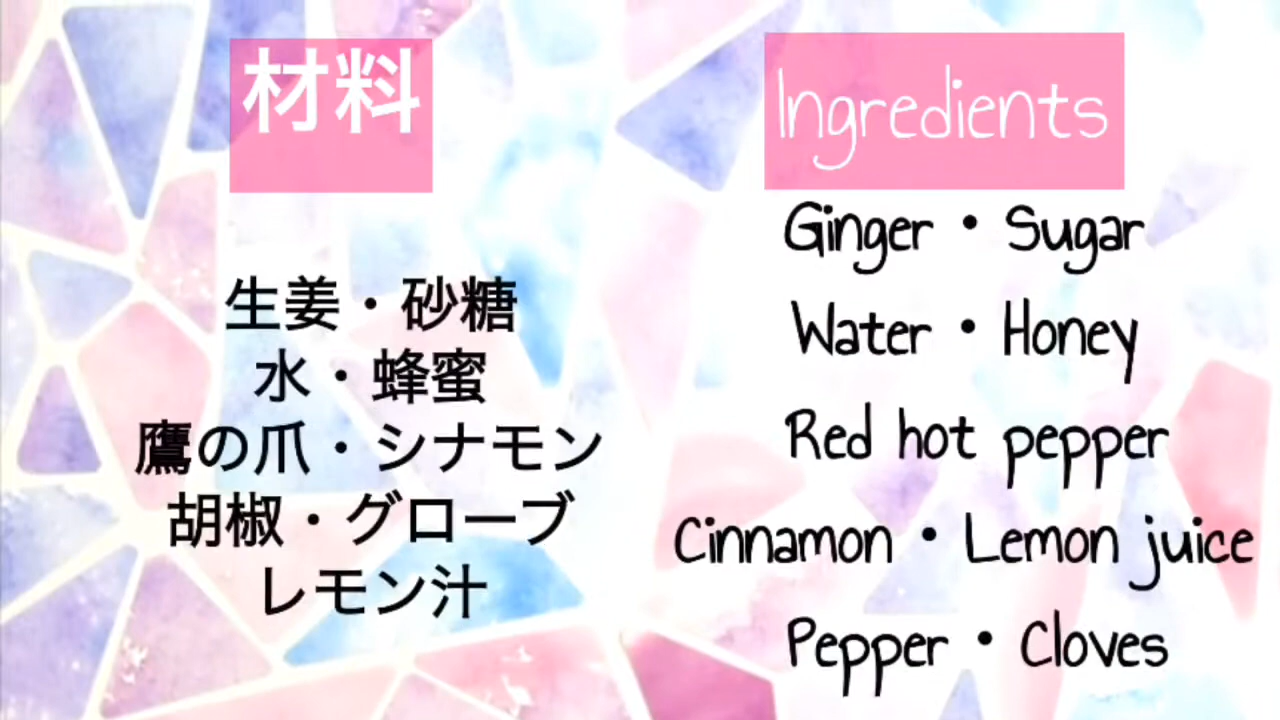 材料
生姜・砂糖
水・蜂蜜
鷹の爪・シナモン
胡椒・グローブ
レモン汁
Ingredients
Ginger・Sugar
Water・Honey
Red hot pepper
Cinnamon・Lemon juice
Pepper・Cloves